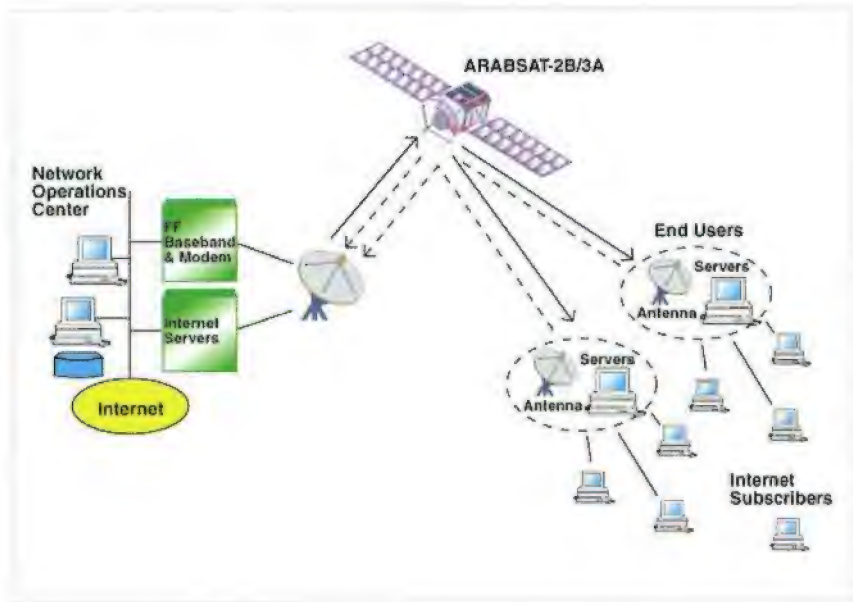 ARABSAT-2B/3A
Network
Operations
Center
FF
Baseband
& Modem
Internet
Servers
Internet
End Users
Servers
Antenna
Servers
Antenna
Internet
Subscribers